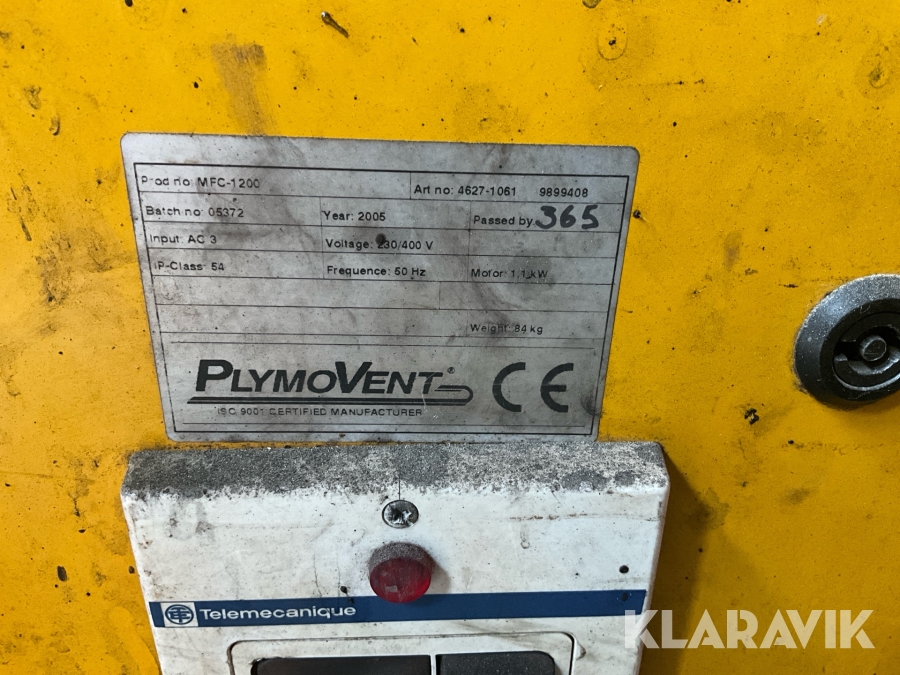 Prod no: MFC-1200
Art no: 4627-1061 9899408
Batch no: 05372
Year: 2005
Passed by 365
Input: AC 3
Voltage: 230/400 V
IP-Class: 54
Frequence: 50 Hz
Motor: 1,1 kW
Weight: 84 kg
PLYMOVENT®
CE
ISO 9001 CERTIFIED MANUFACTURER
Telemecanique
KLARAVIK